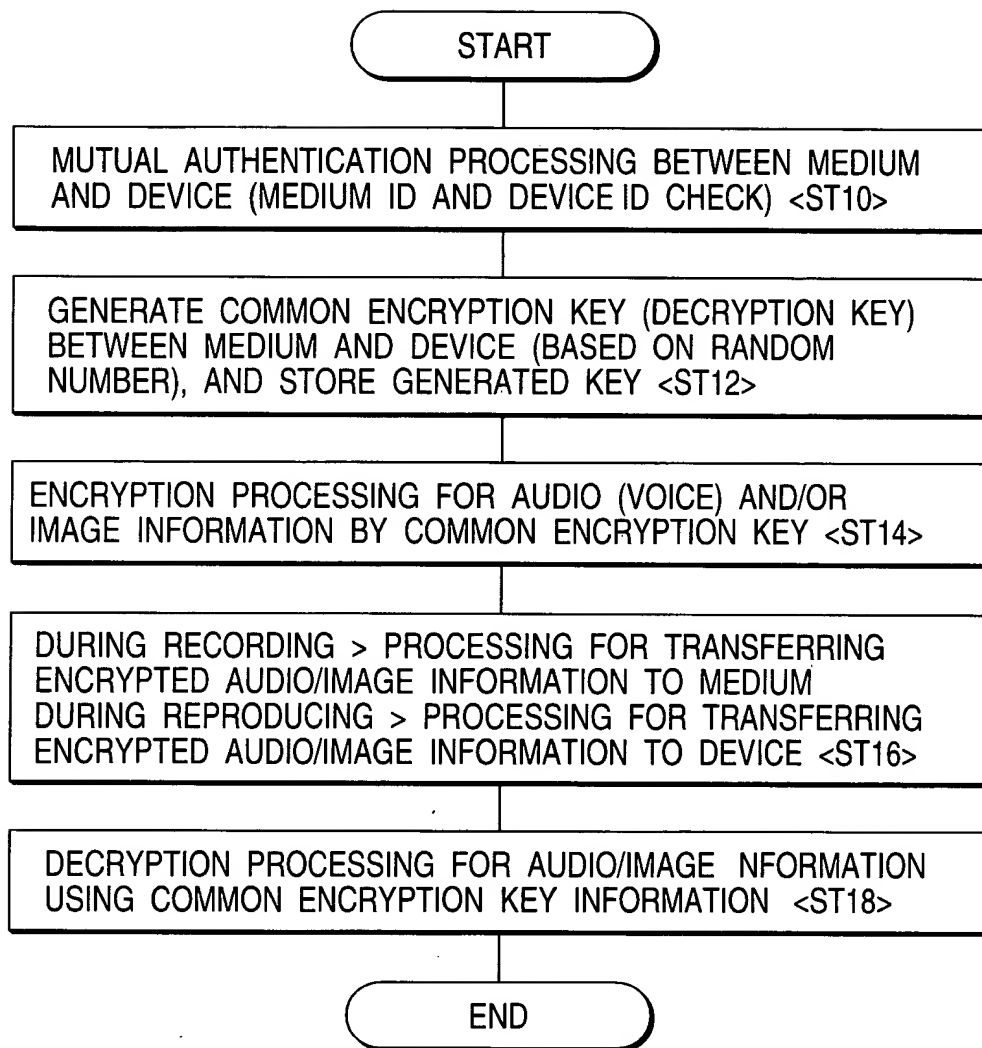 START
MUTUAL AUTHENTICATION PROCESSING BETWEEN MEDIUM
AND DEVICE (MEDIUM ID AND DEVICE ID CHECK) <ST10>
GENERATE COMMON ENCRYPTION KEY (DECRYPTION KEY)
BETWEEN MEDIUM AND DEVICE (BASED ON RANDOM
NUMBER), AND STORE GENERATED KEY <ST12>
ENCRYPTION PROCESSING FOR AUDIO (VOICE) AND/OR
IMAGE INFORMATION BY COMMON ENCRYPTION KEY <ST14>
DURING RECORDING > PROCESSING FOR TRANSFERRING
ENCRYPTED AUDIO/IMAGE INFORMATION TO MEDIUM
DURING REPRODUCING > PROCESSING FOR TRANSFERRING
ENCRYPTED AUDIO/IMAGE INFORMATION TO DEVICE <ST16>
DECRYPTION PROCESSING FOR AUDIO/IMAGE NFORMATION
USING COMMON ENCRYPTION KEY INFORMATION <ST18>
END